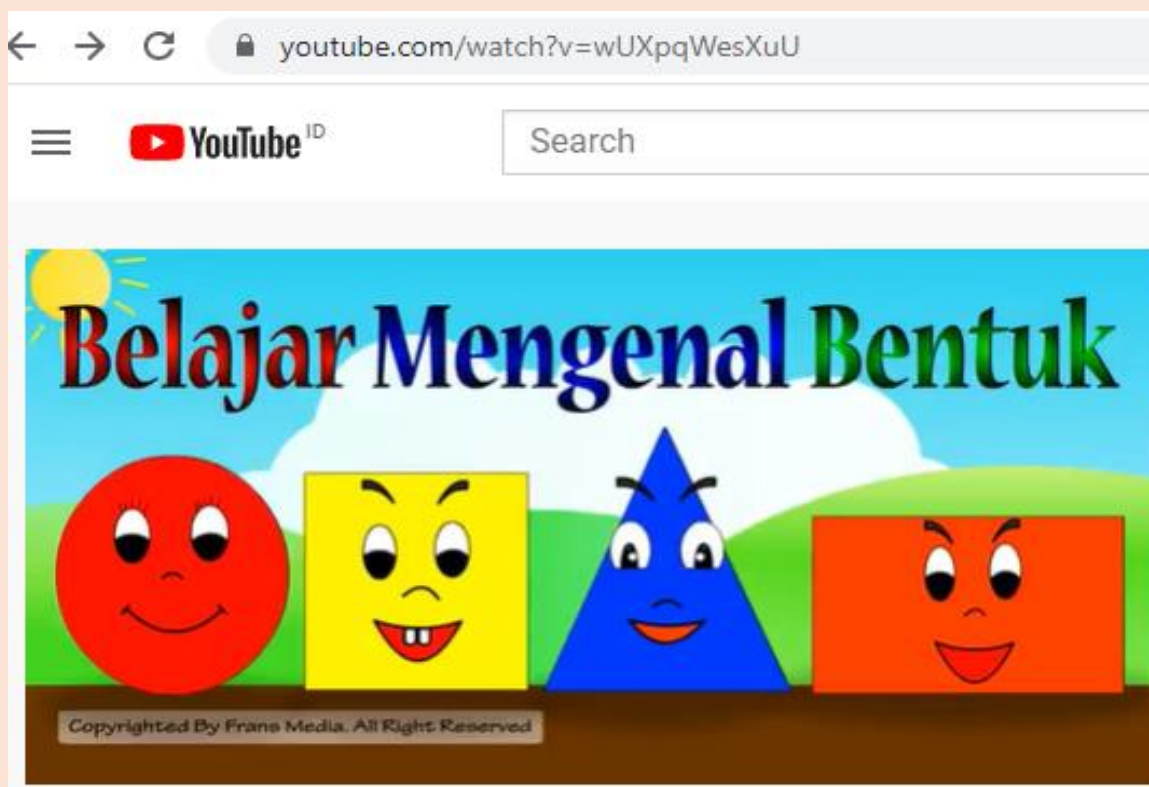 youtube.com/watch?v=wUXpqWesXuU
YouTube ID
Search
Belajar Mengenal Bentuk
Copyrighted By Frans Media. All Right Reserved